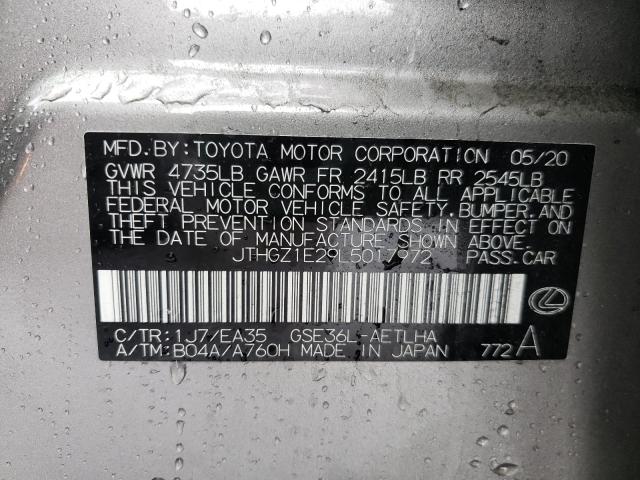 MFD. BY: TOYOTA MOTOR CORPORATION 05/20
GVWR 4735LB GAWR FR 2415LB RR 2545LB
THIS VEHICLE CONFORMS TO ALL APPLICABLE
FEDERAL MOTOR VEHICLE SAFETY, BUMPER, AND
THEFT PREVENTION STANDARDS IN EFFECT ON
THE DATE OF MANUFACTURE SHOWN ABOVE.
JTHGZ1E29L5017972 PASS.CAR
C/TR: 1J7/EA35 GSE36L-AETLHA
A/TM: B04A/A760H MADE IN JAPAN 772 A